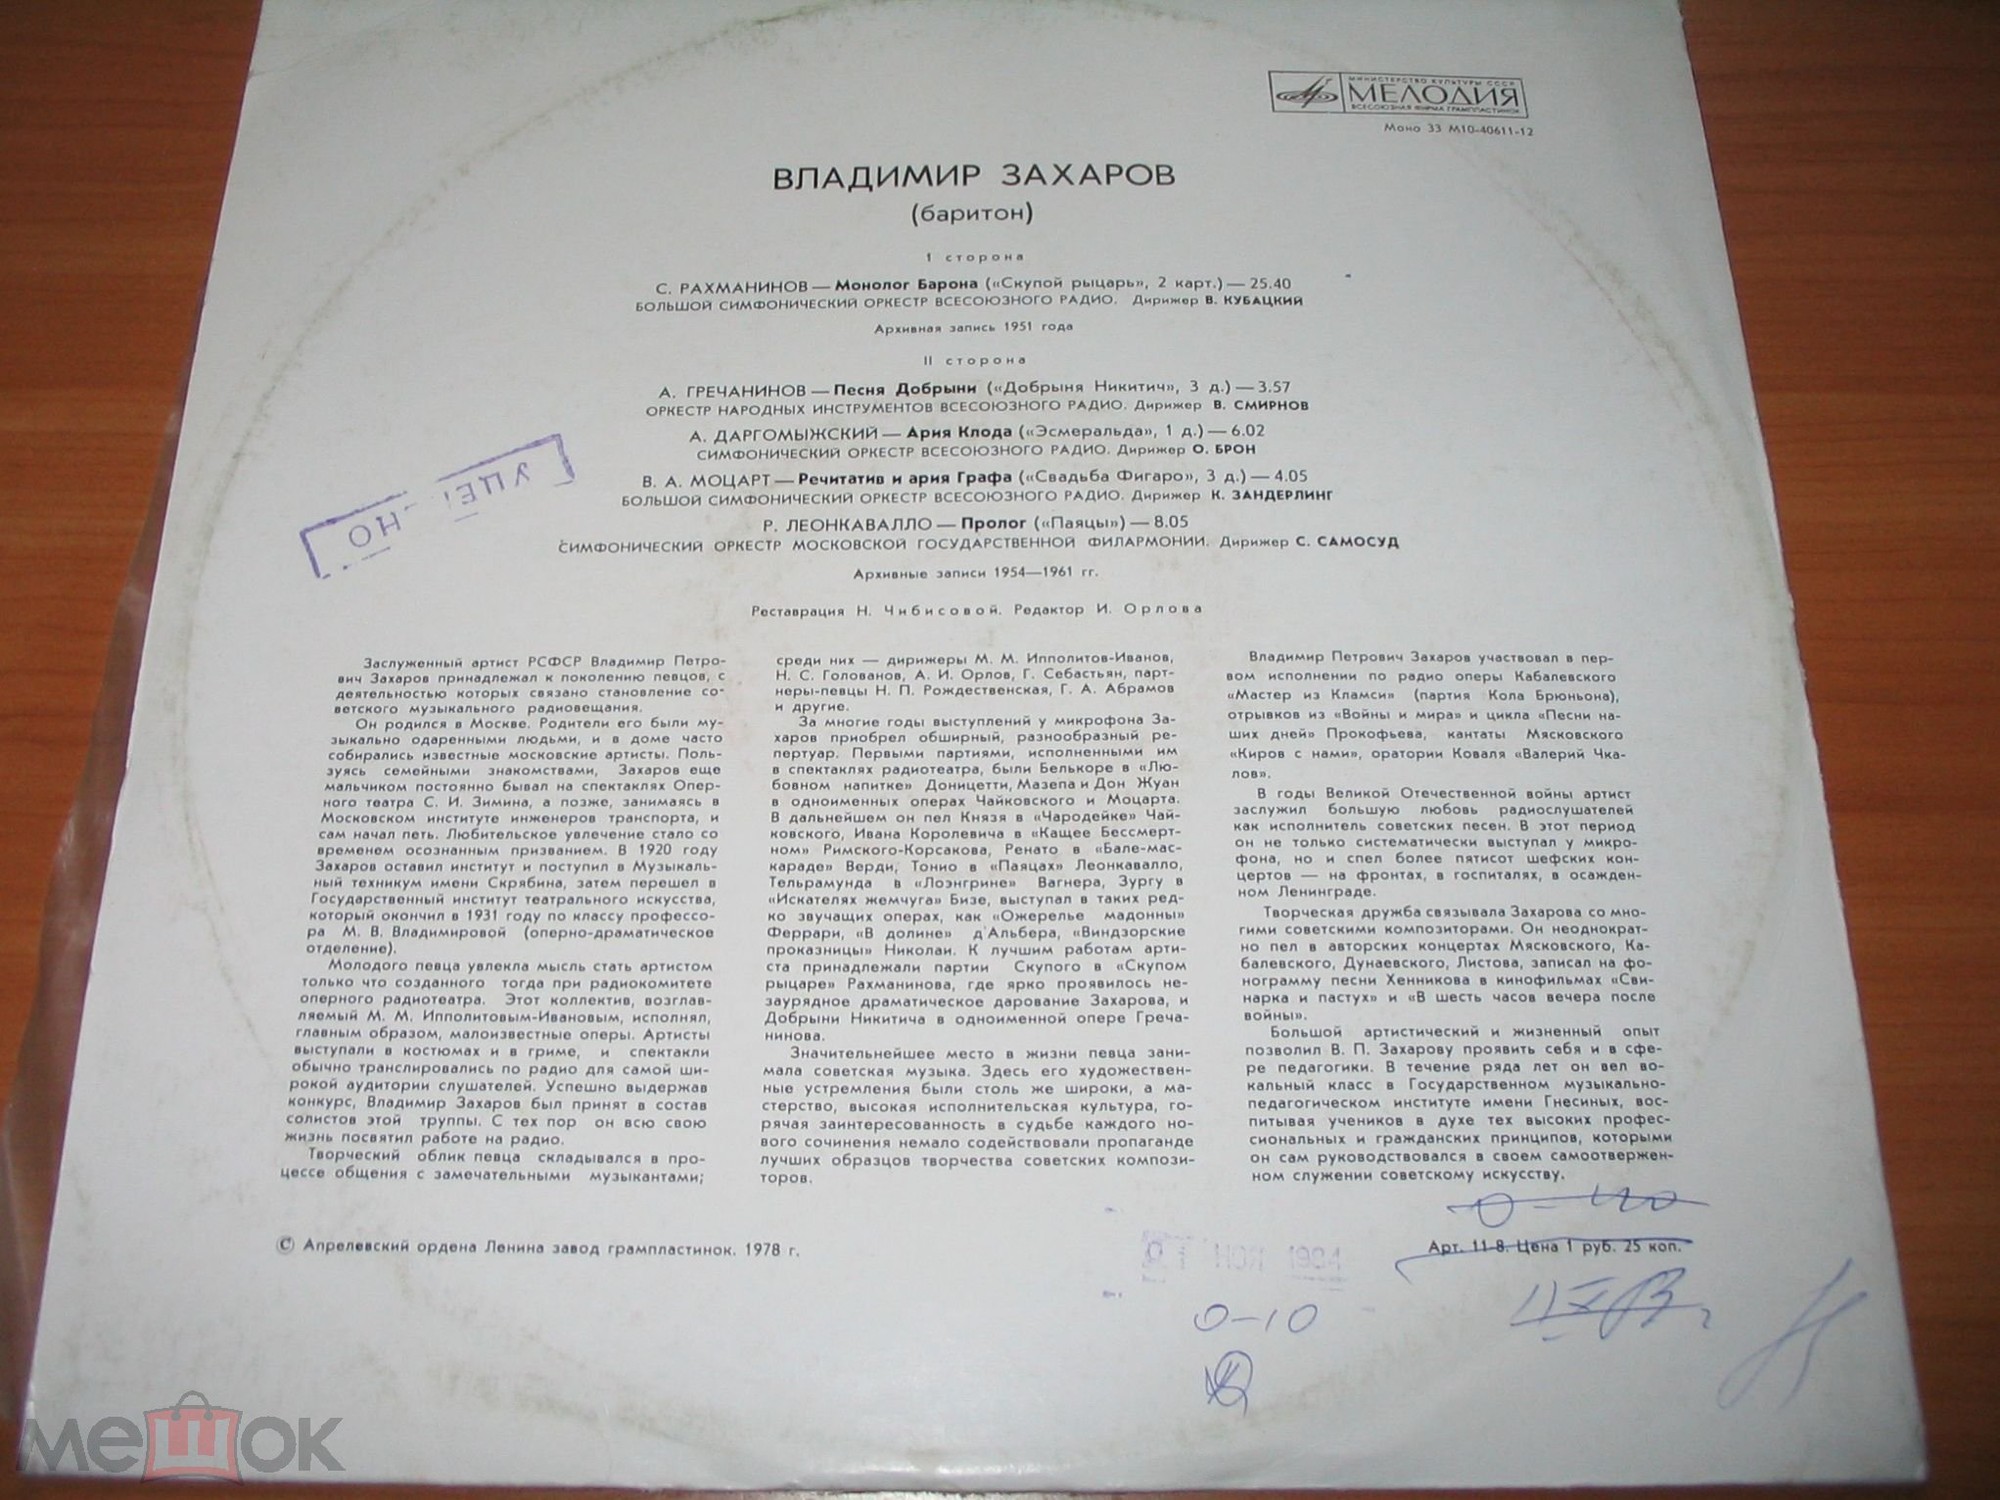 МИНИСТЕРСТВО КУЛЬТУРЫ СССР
МЕЛОДИЯ
ВСЕСОЮЗНАЯ ФИРМА ГРАМПЛАСТИНОК
Моно 33 М10-40611-12
ВЛАДИМИР ЗАХАРОВ
(баритон)
I сторона
С. РАХМАНИНОВ — Монолог Барона («Скупой рыцарь», 2 карт.) — 25.40
БОЛЬШОЙ СИМФОНИЧЕСКИЙ ОРКЕСТР ВСЕСОЮЗНОГО РАДИО. Дирижер В. КУБАЦКИЙ
Архивная запись 1951 года
II сторона
А. ГРЕЧАНИНОВ — Песня Добрыни («Добрыня Никитич», 3 д.) — 3.57
ОРКЕСТР НАРОДНЫХ ИНСТРУМЕНТОВ ВСЕСОЮЗНОГО РАДИО. Дирижер В. СМИРНОВ
А. ДАРГОМЫЖСКИЙ — Ария Клода («Эсмеральда», 1 д.) — 6.02
СИМФОНИЧЕСКИЙ ОРКЕСТР ВСЕСОЮЗНОГО РАДИО. Дирижер О. БРОН
В. А. МОЦАРТ — Речитатив и ария Графа («Свадьба Фигаро», 3 д.) — 4.05
БОЛЬШОЙ СИМФОНИЧЕСКИЙ ОРКЕСТР ВСЕСОЮЗНОГО РАДИО. Дирижер К. ЗАНДЕРЛИНГ
Р. ЛЕОНКАВАЛЛО — Пролог («Паяцы») — 8.05
СИМФОНИЧЕСКИЙ ОРКЕСТР МОСКОВСКОЙ ГОСУДАРСТВЕННОЙ ФИЛАРМОНИИ. Дирижер С. САМОСУД
Архивные записи 1954—1961 гг.
Реставрация Н. Чибисовой. Редактор И. Орлова
Заслуженный артист РСФСР Владимир Петро-
вич Захаров принадлежал к поколению певцов, с
деятельностью которых связано становление со-
ветского музыкального радиовещания.
Он родился в Москве. Родители его были му-
зыкально одаренными людьми, и в доме часто
собирались известные московские артисты. Поль-
зуясь семейными знакомствами, Захаров еще
мальчиком постоянно бывал на спектаклях Опер-
ного театра С. И. Зимина, а позже, занимаясь в
Московском институте инженеров транспорта, и
сам начал петь. Любительское увлечение стало со
временем осознанным призванием. В 1920 году
Захаров оставил институт и поступил в Музыкаль-
ный техникум имени Скрябина, затем перешел в
Государственный институт театрального искусства,
который окончил в 1931 году по классу профессо-
ра М. В. Владимировой (оперно-драматическое
отделение).
Молодого певца увлекла мысль стать артистом
только что созданного тогда при радиокомитете
оперного радиотеатра. Этот коллектив, возглав-
ляемый М. М. Ипполитовым-Ивановым, исполнял,
главным образом, малоизвестные оперы. Артисты
выступали в костюмах и в гриме, и спектакли
обычно транслировались по радио для самой ши-
рокой аудитории слушателей. Успешно выдержав
конкурс, Владимир Захаров был принят в состав
солистов этой труппы. С тех пор он всю свою
жизнь посвятил работе на радио.
Творческий облик певца складывался в про-
цессе общения с замечательными музыкантами;
среди них — дирижеры М. М. Ипполитов-Иванов,
Н. С. Голованов, А. И. Орлов, Г. Себастьян, парт-
неры-певцы Н. П. Рождественская, Г. А. Абрамов
и другие.
За многие годы выступлений у микрофона За-
харов приобрел обширный, разнообразный ре-
пертуар. Первыми партиями, исполненными им
в спектаклях радиотеатра, были Белькоре в «Лю-
бовном напитке» Доницетти, Мазепа и Дон Жуан
в одноименных операх Чайковского и Моцарта.
В дальнейшем он пел Князя в «Чародейке» Чай-
ковского, Ивана Королевича в «Кащее Бессмерт-
ном» Римского-Корсакова, Ренато в «Бале-мас-
караде» Верди, Тонио в «Паяцах» Леонкавалло,
Тельрамунда в «Лоэнгрине» Вагнера, Зургу в
«Искателях жемчуга» Бизе, выступал в таких ред-
ко звучащих операх, как «Ожерелье мадонны»
Феррари, «В долине» д'Альбера, «Виндзорские
проказницы» Николаи. К лучшим работам арти-
ста принадлежали партии Скупого в «Скупом
рыцаре» Рахманинова, где ярко проявилось не-
заурядное драматическое дарование Захарова, и
Добрыни Никитича в одноименной опере Греча-
нинова.
Значительнейшее место в жизни певца зани-
мала советская музыка. Здесь его художествен-
ные устремления были столь же широки, а ма-
стерство, высокая исполнительская культура, го-
рячая заинтересованность в судьбе каждого но-
вого сочинения немало содействовали пропаганде
лучших образцов творчества советских компози-
торов.
Владимир Петрович Захаров участвовал в пер-
вом исполнении по радио оперы Кабалевского
«Мастер из Кламси» (партия Кола Брюньона),
отрывков из «Войны и мира» и цикла «Песни на-
ших дней» Прокофьева, кантаты Мясковского
«Киров с нами», оратории Коваля «Валерий Чка-
лов».
В годы Великой Отечественной войны артист
заслужил большую любовь радиослушателей
как исполнитель советских песен. В этот период
он не только систематически выступал у микро-
фона, но и спел более пятисот шефских кон-
цертов — на фронтах, в госпиталях, в осажден-
ном Ленинграде.
Творческая дружба связывала Захарова со мно-
гими советскими композиторами. Он неоднократ-
но пел в авторских концертах Мясковского, Ка-
балевского, Дунаевского, Листова, записал на фо-
нограмму песни Хенникова в кинофильмах «Сви-
нарка и пастух» и «В шесть часов вечера после
войны».
Большой артистический и жизненный опыт
позволил В. П. Захарову проявить себя и в сфе-
ре педагогики. В течение ряда лет он вел во-
кальный класс в Государственном музыкально-
педагогическом институте имени Гнесиных, вос-
питывая учеников в духе тех высоких профес-
сиональных и гражданских принципов, которыми
он сам руководствовался в своем самоотвержен-
ном служении советскому искусству.
© Апрелевский ордена Ленина завод грампластинок. 1978 г.
Арт. 11-8. Цена 1 руб. 25 коп.
НОЯ 1984
0-10
мешок